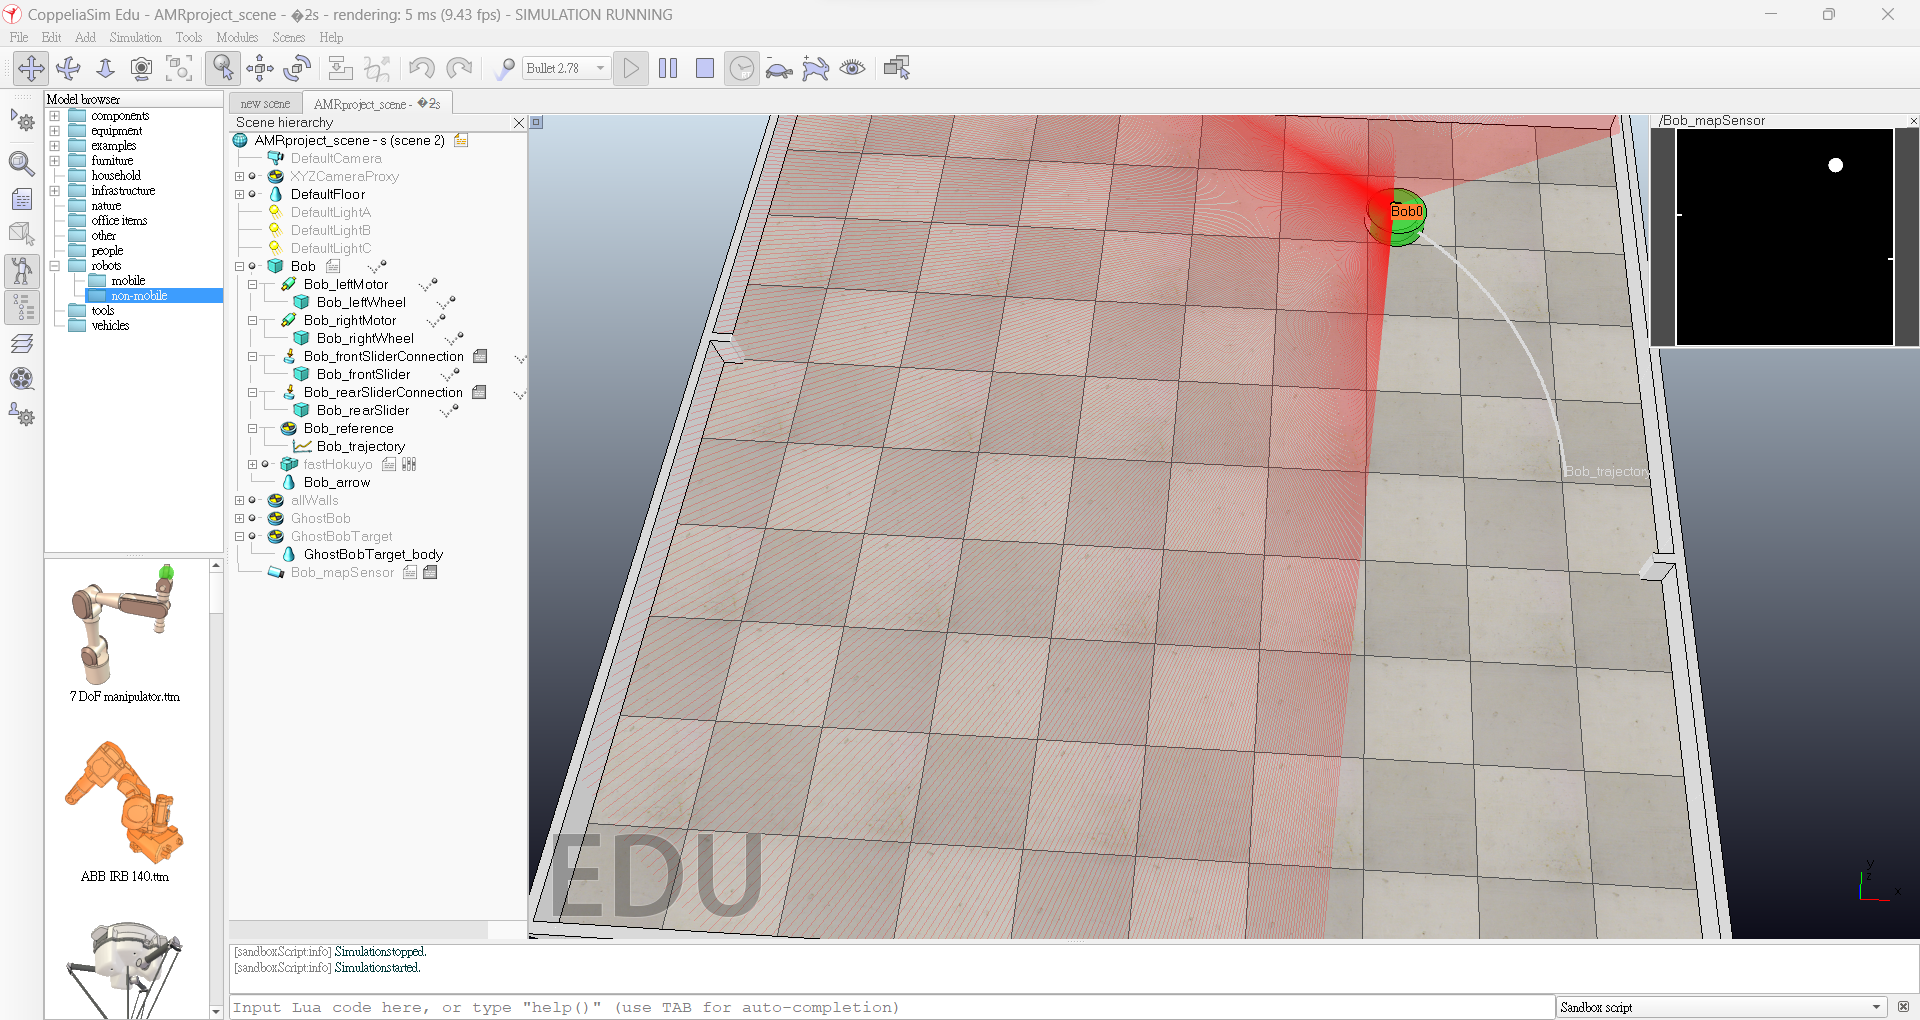 CoppeliaSim Edu - AMRproject_scene - �2s - rendering: 5 ms (9.43 fps) - SIMULATION RUNNING
File Edit Add Simulation Tools Modules Scenes Help
Bullet 2.78
Model browser
components
equipment
examples
furniture
household
infrastructure
nature
office items
other
people
robots
mobile
non-mobile
tools
vehicles
7 DoF manipulator.ttm
ABB IRB 140.ttm
new scene
AMRproject_scene - �2s
Scene hierarchy
AMRproject_scene - s (scene 2)
DefaultCamera
XYZCameraProxy
DefaultFloor
DefaultLightA
DefaultLightB
DefaultLightC
Bob
Bob_leftMotor
Bob_leftWheel
Bob_rightMotor
Bob_rightWheel
Bob_frontSliderConnection
Bob_frontSlider
Bob_rearSliderConnection
Bob_rearSlider
Bob_reference
Bob_trajectory
fastHokuyo
Bob_arrow
allWalls
GhostBob
GhostBobTarget
GhostBobTarget_body
Bob_mapSensor
/Bob_mapSensor
Bob0
Bob_trajectory
EDU
y
z
x
[sandboxScript:info] Simulation stopped.
[sandboxScript:info] Simulation started.
Input Lua code here, or type "help()" (use TAB for auto-completion)
Sandbox script